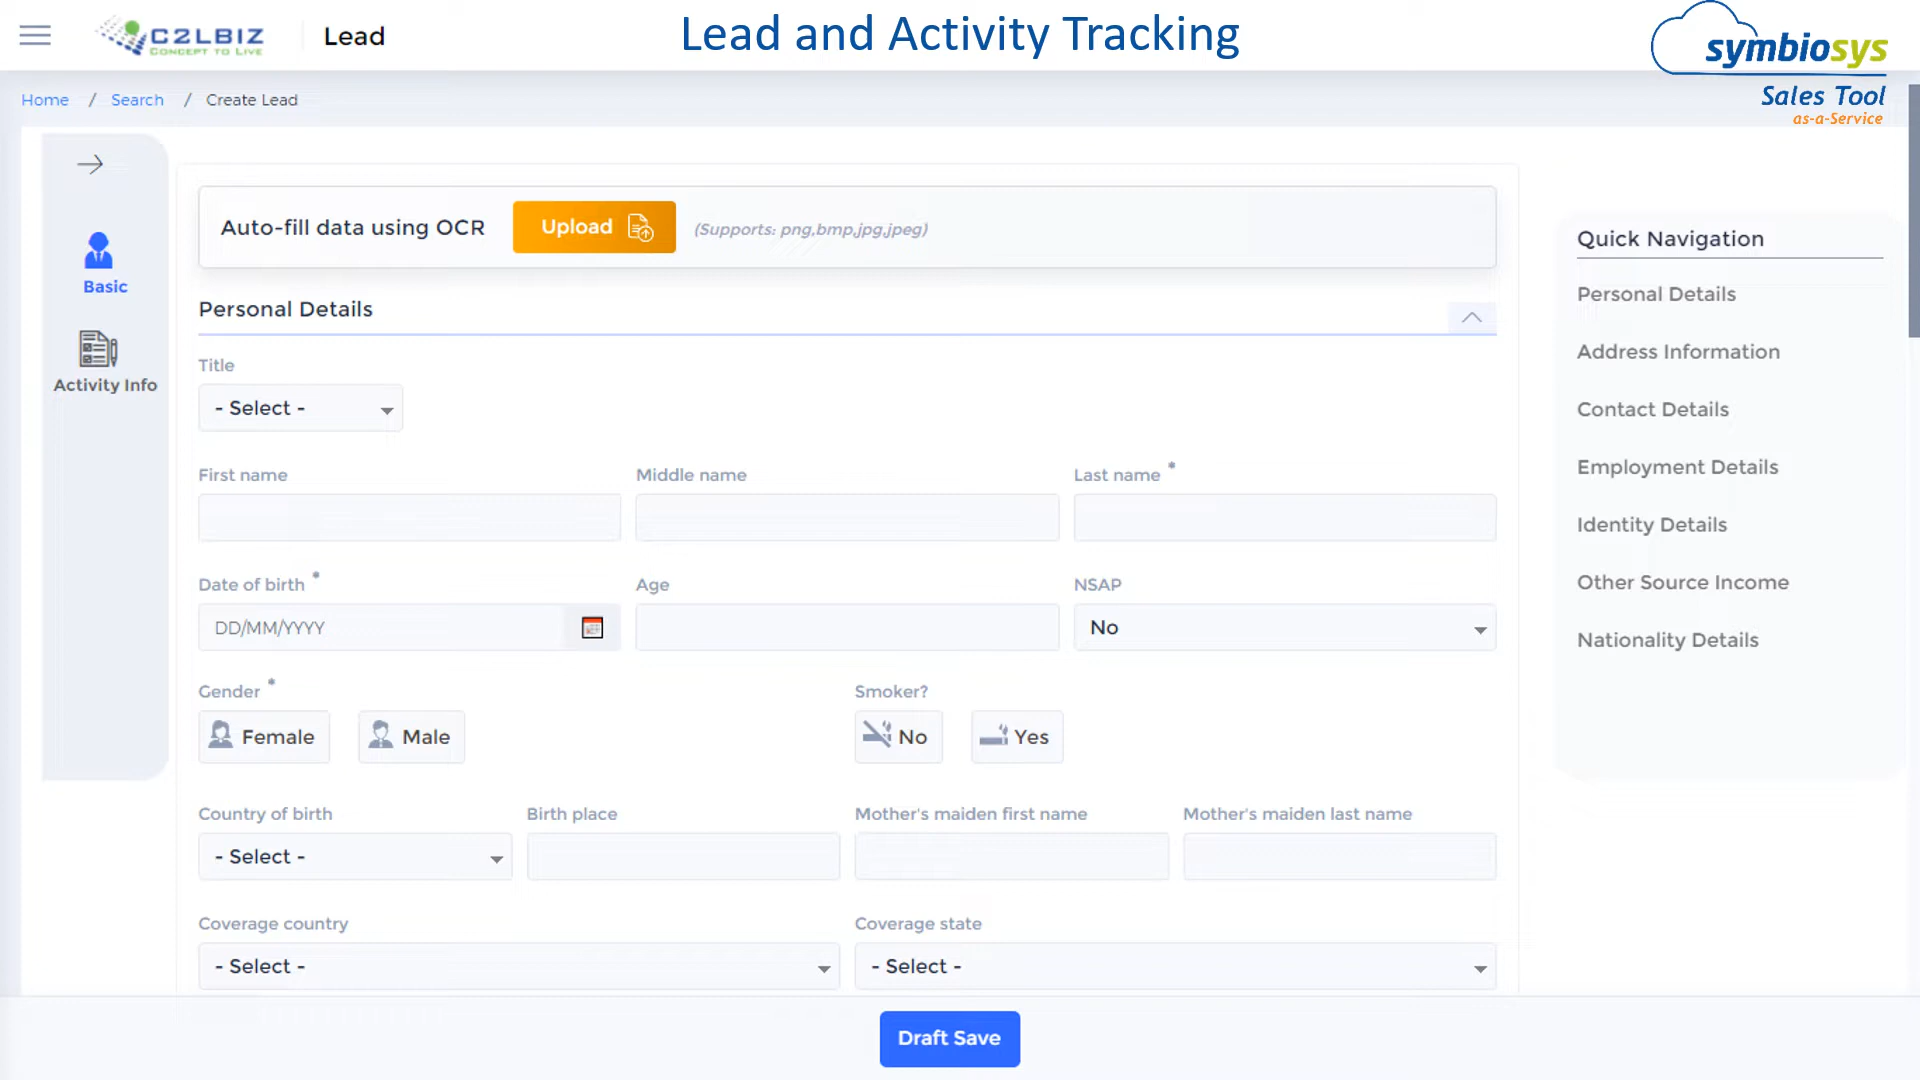 C2LBIZ
CONCEPT TO LIVE
Lead
Lead and Activity Tracking
symbiosys
Sales Tool
as-a-Service
Home / Search / Create Lead
Basic
Activity Info
Auto-fill data using OCR
Upload
(Supports: png,bmp,jpg,jpeg)
Personal Details
Title
- Select -
First name
Middle name
Last name *
Date of birth *
Age
NSAP
DD/MM/YYYY
No
Gender *
Smoker?
Female
Male
No
Yes
Country of birth
Birth place
Mother's maiden first name
Mother's maiden last name
- Select -
Coverage country
Coverage state
- Select -
- Select -
Draft Save
Quick Navigation
Personal Details
Address Information
Contact Details
Employment Details
Identity Details
Other Source Income
Nationality Details